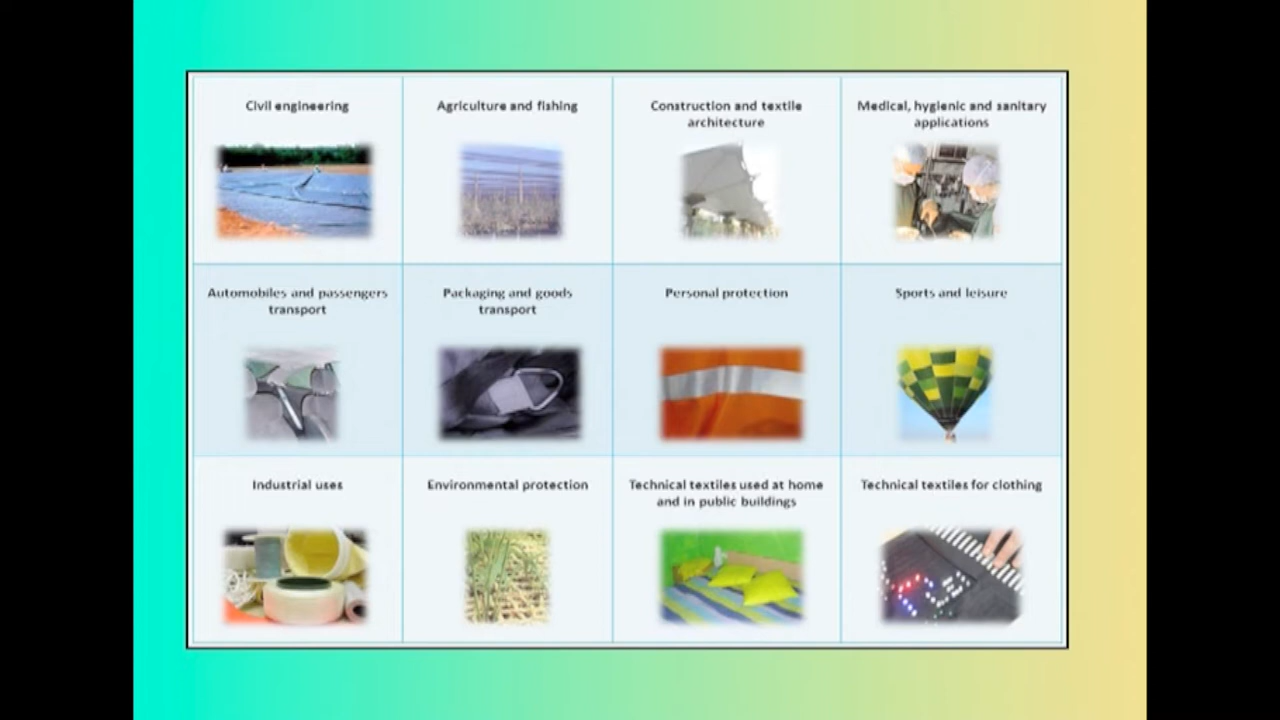 Civil engineering
Agriculture and fishing
Construction and textile
architecture
Medical, hygienic and sanitary
applications
Automobiles and passengers
transport
Packaging and goods
transport
Personal protection
Sports and leisure
Industrial uses
Environmental protection
Technical textiles used at home
and in public buildings
Technical textiles for clothing